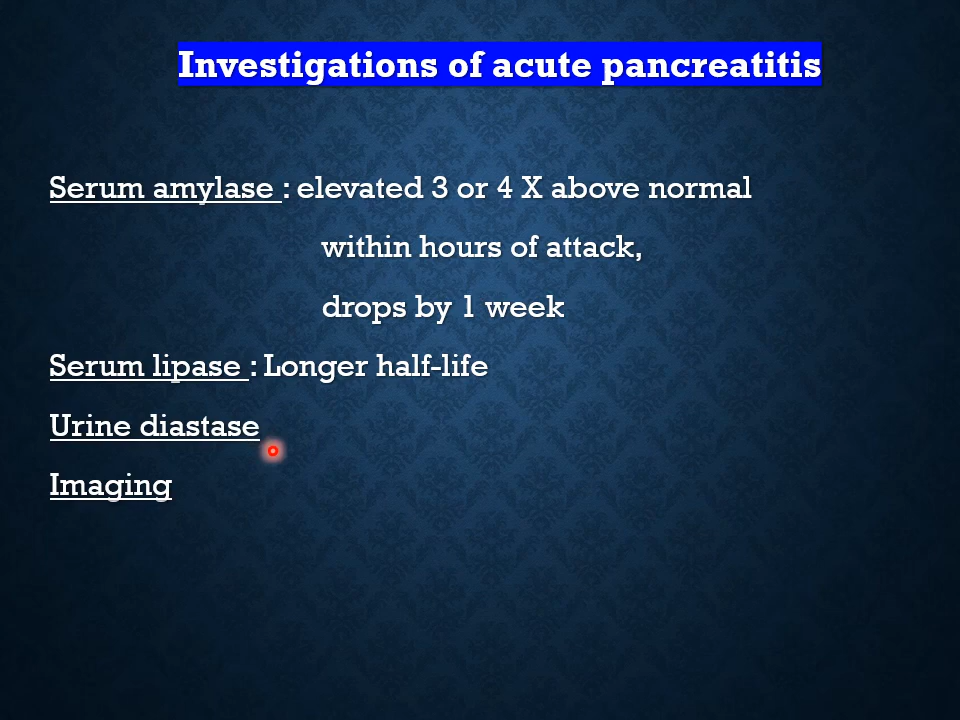 Investigations of acute pancreatitis
Serum amylase : elevated 3 or 4 X above normal
within hours of attack,
drops by 1 week
Serum lipase : Longer half-life
Urine diastase
Imaging